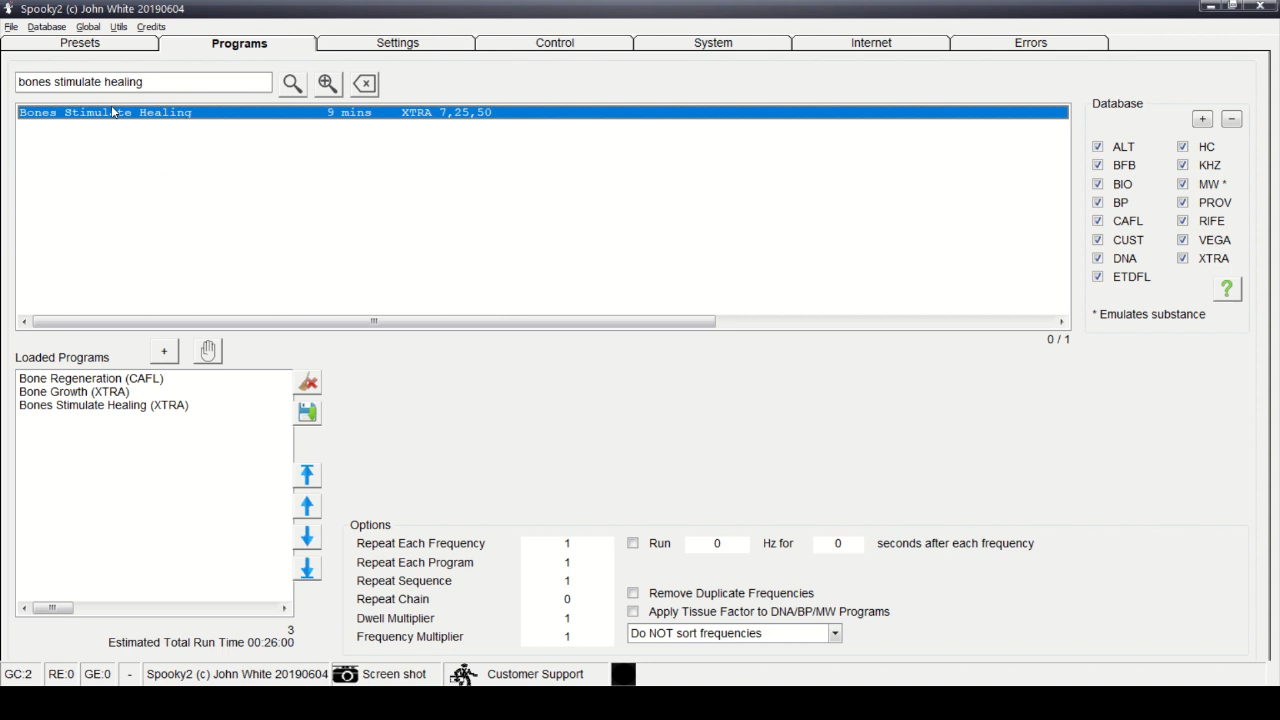 Spooky2 (c) John White 20190604
File Database Global Utils Credits
Presets Programs Settings Control System Internet Errors
bones stimulate healing
Bones Stimulate Healing 9 mins XTRA 7,25,50
Database
+ −
ALT HC
BFB KHZ
BIO MW *
BP PROV
CAFL RIFE
CUST VEGA
DNA XTRA
ETDFL
?
* Emulates substance
0 / 1
Loaded Programs +
Bone Regeneration (CAFL)
Bone Growth (XTRA)
Bones Stimulate Healing (XTRA)
3
Estimated Total Run Time 00:26:00
Options
Repeat Each Frequency 1
Repeat Each Program 1
Repeat Sequence 1
Repeat Chain 0
Dwell Multiplier 1
Frequency Multiplier 1
Run 0 Hz for 0 seconds after each frequency
Remove Duplicate Frequencies
Apply Tissue Factor to DNA/BP/MW Programs
Do NOT sort frequencies
GC:2 RE:0 GE:0 - Spooky2 (c) John White 20190604 Screen shot Customer Support